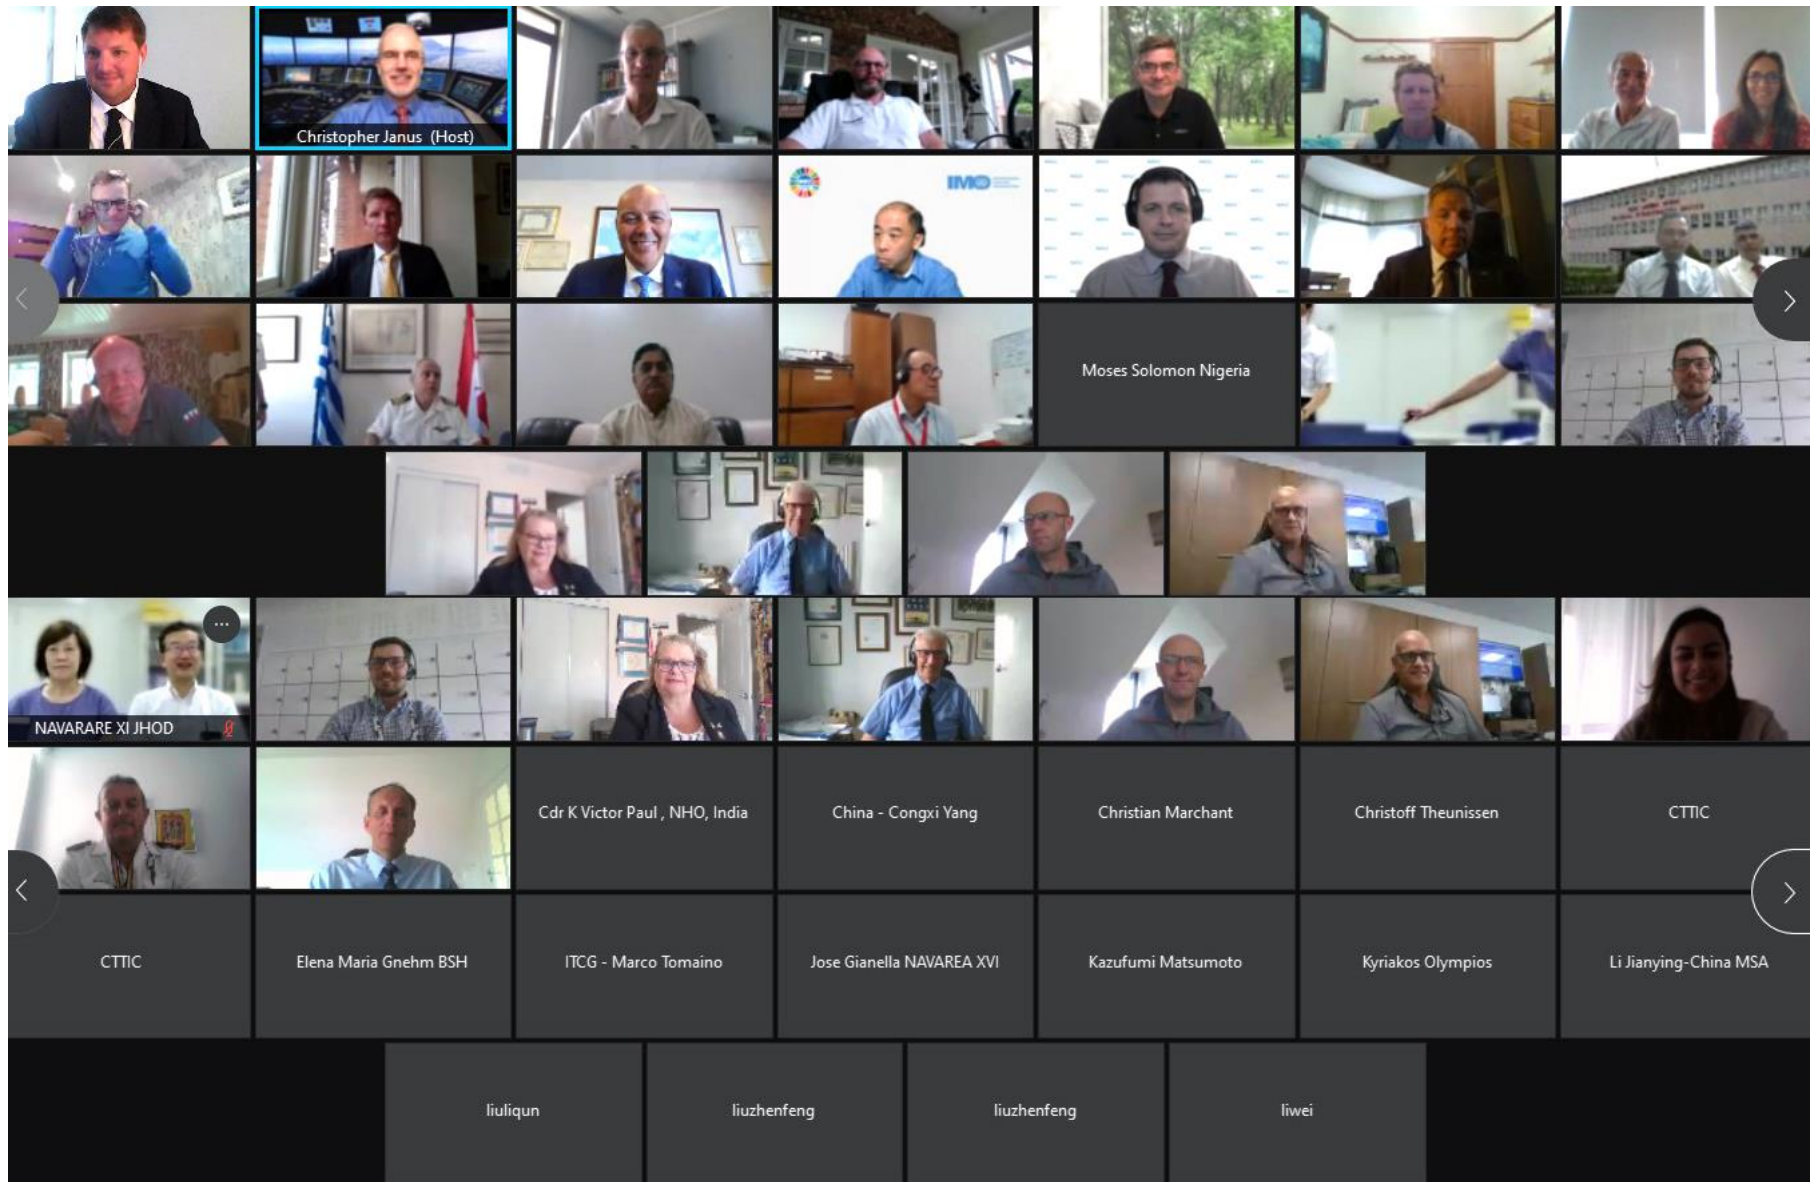 Christopher Janus (Host)
IMO
Moses Solomon Nigeria
NAVARARE XI JHOD
Cdr K Victor Paul , NHO, India
China - Congxi Yang
Christian Marchant
Christoff Theunissen
CTTIC
CTTIC
Elena Maria Gnehm BSH
ITCG - Marco Tomaino
Jose Gianella NAVAREA XVI
Kazufumi Matsumoto
Kyriakos Olympios
Li Jianying-China MSA
liuliqun
liuzhenfeng
liuzhenfeng
liwei